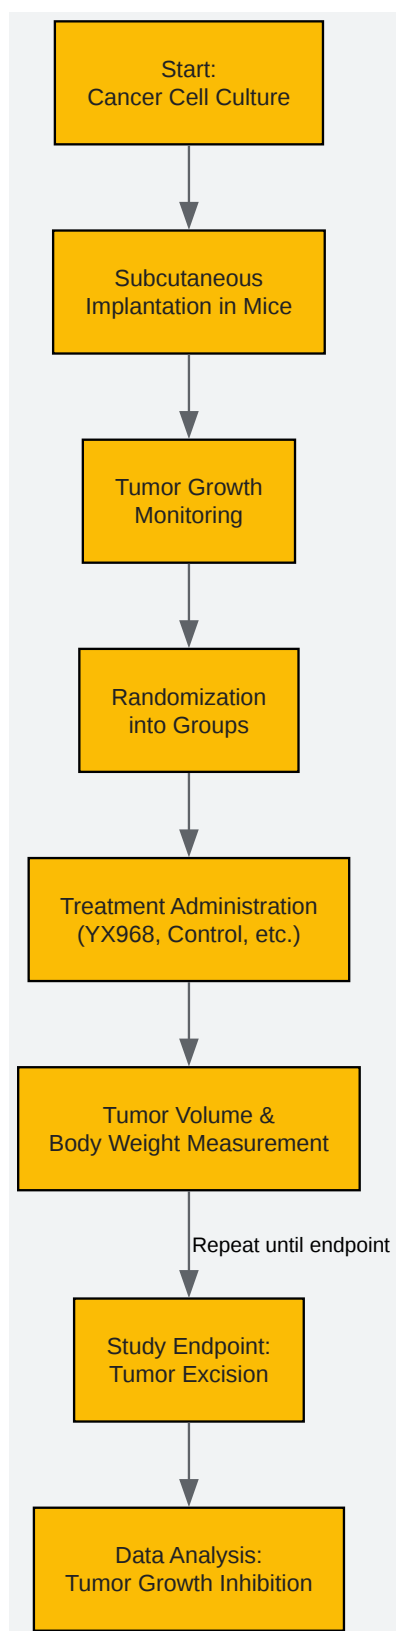 Start:
Cancer Cell Culture
Subcutaneous
Implantation in Mice
Tumor Growth
Monitoring
Randomization
into Groups
Treatment Administration
(YX968, Control, etc.)
Tumor Volume &
Body Weight Measurement
Repeat until endpoint
Study Endpoint:
Tumor Excision
Data Analysis:
Tumor Growth Inhibition